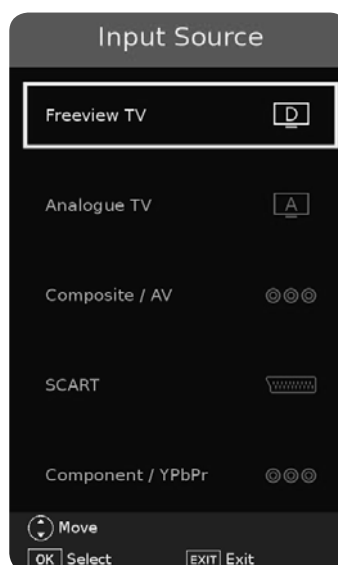 Input Source
Freeview TV D
Analogue TV A
Composite / AV
SCART
Component / YPbPr
Move
OK Select EXIT Exit